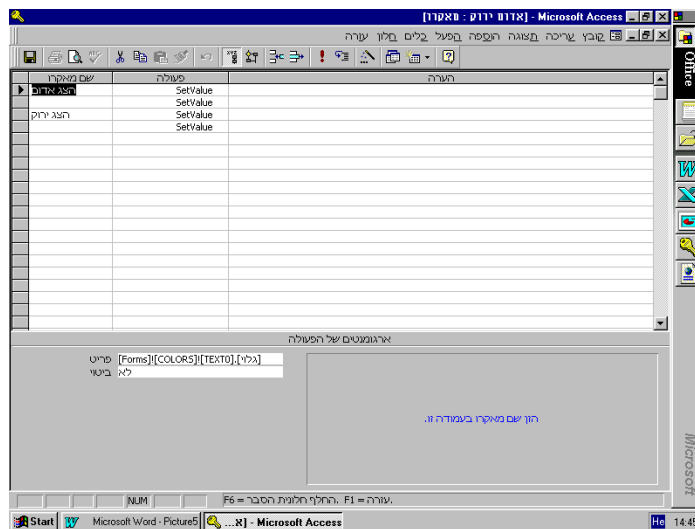 Microsoft Access - [אדום ירוק : מאקרו]
קובץ עריכה תצוגה הוספה הפעל כלים חלון עזרה
Office
שם מאקרו פעולה הערה
הצג אדום SetValue
SetValue
הצג ירוק SetValue
SetValue
ארגומנטים של הפעולה
פריט [Forms]![COLORS]![TEXT0].[גלוי]
ביטוי לא
הזן שם מאקרו בעמודה זו.
Microsoft
NUM F6 = החלף חלונית הסבר. F1 = עזרה.
Start Microsoft Word - Picture5 ...א] - Microsoft Access He 14:45